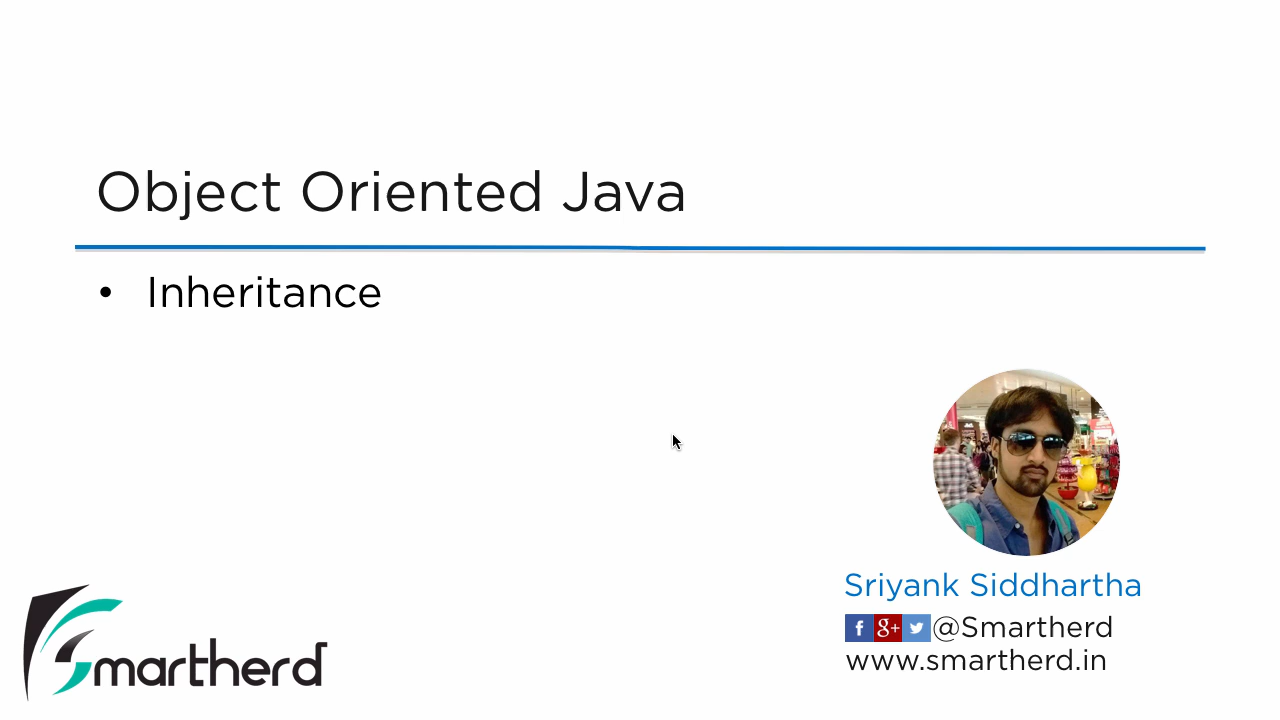 Object Oriented Java
• Inheritance
Sriyank Siddhartha
f g+ @Smartherd
www.smartherd.in
Smartherd